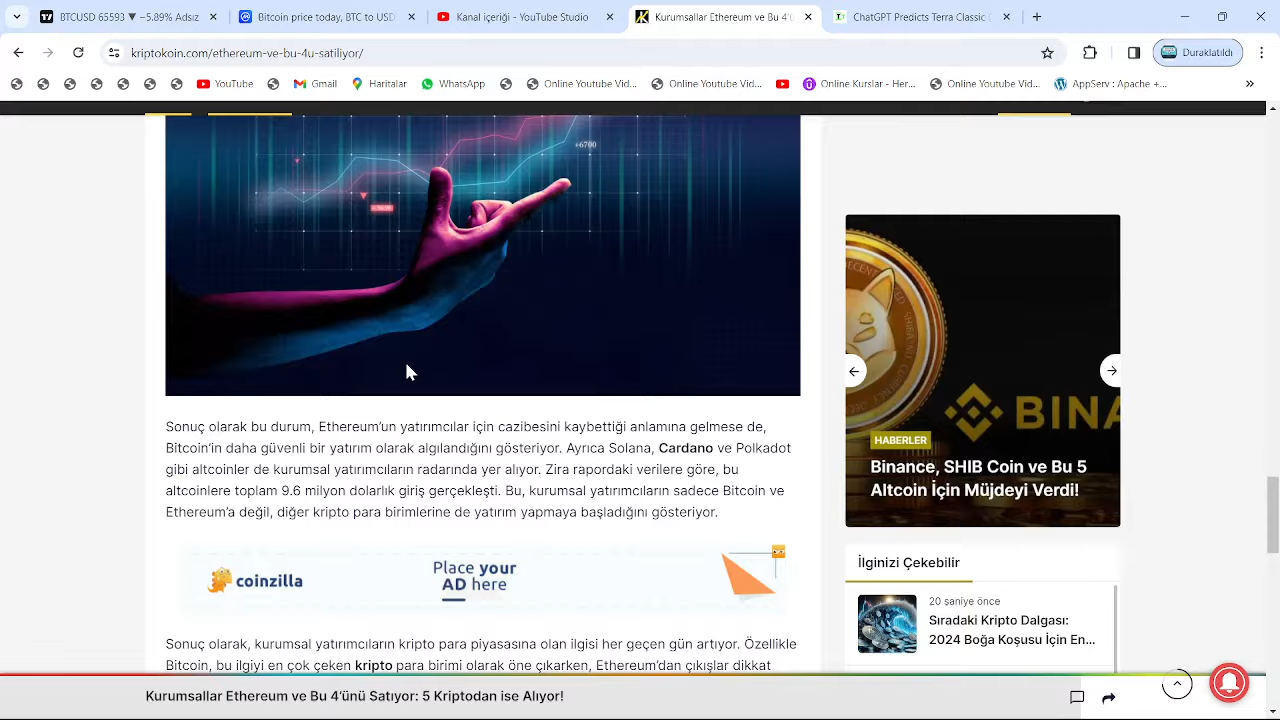 BTCUSD 65593 ▼ −5.89% Adsız
Bitcoin price today, BTC to USD
Kanal içeriği - YouTube Studio
Kurumsallar Ethereum ve Bu 4'ü
ChatGPT Predicts Terra Classic
kriptokoin.com/ethereum-ve-bu-4u-satiliyor/
Duraklatıldı
YouTube
Gmail
Haritalar
WhatsApp
Online Youtube Vid...
Online Youtube Vid...
Online Kurslar - Her...
Online Youtube Vid...
AppServ : Apache +...
+6700
Sonuç olarak bu durum, Ethereum'un yatırımcılar için cazibesini kaybettiği anlamına gelmese de,
Bitcoin'in daha güvenli bir yatırım olarak algılandığını gösteriyor. Ayrıca Solana, Cardano ve Polkadot
gibi altcoinler de kurumsal yatırımcıların radarında yer alıyor. Zira rapordaki verilere göre, bu
altcoinlere toplam 9.6 milyon dolarlık giriş gerçekleşti. Bu, kurumsal yatırımcıların sadece Bitcoin ve
Ethereum'a değil, diğer kripto para birimlerine de yatırım yapmaya başladığını gösteriyor.
coinzilla
Place your
AD here
Sonuç olarak, kurumsal yatırımcıların kripto para piyasasına olan ilgisi her geçen gün artıyor. Özellikle
Bitcoin, bu ilgiyi en çok çeken kripto para birimi olarak öne çıkarken, Ethereum'dan çıkışlar dikkat
BINA
HABERLER
Binance, SHIB Coin ve Bu 5
Altcoin İçin Müjdeyi Verdi!
İlginizi Çekebilir
20 saniye önce
Sıradaki Kripto Dalgası:
2024 Boğa Koşusu İçin En...
Kurumsallar Ethereum ve Bu 4'ünü Satıyor: 5 Kriptodan ise Alıyor!